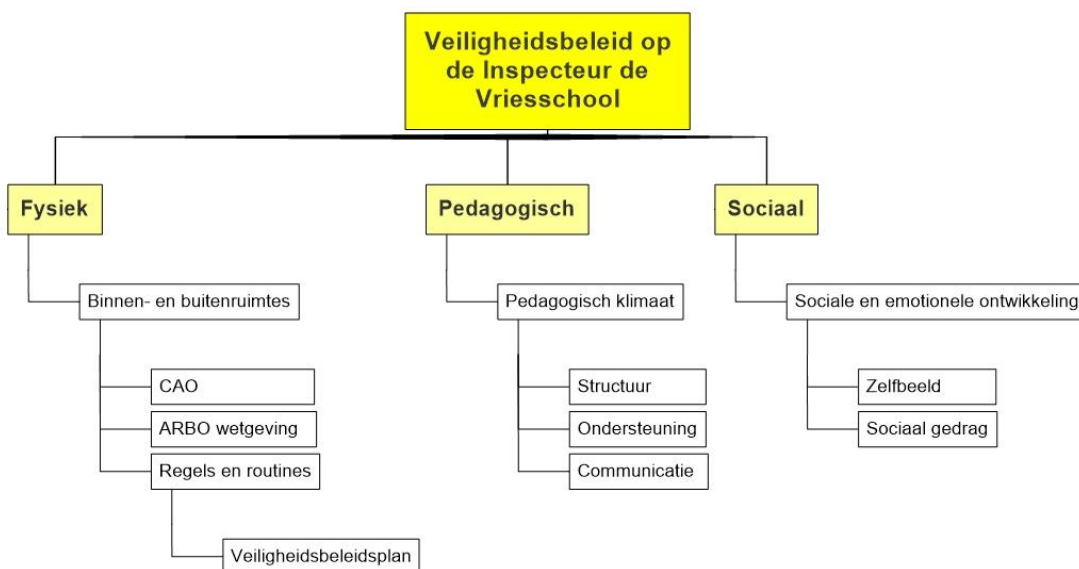 Veiligheidsbeleid op
de Inspecteur de
Vriesschool
Fysiek
Pedagogisch
Sociaal
Binnen- en buitenruimtes
Pedagogisch klimaat
Sociale en emotionele ontwikkeling
CAO
Structuur
Zelfbeeld
ARBO wetgeving
Ondersteuning
Sociaal gedrag
Regels en routines
Communicatie
Veiligheidsbeleidsplan